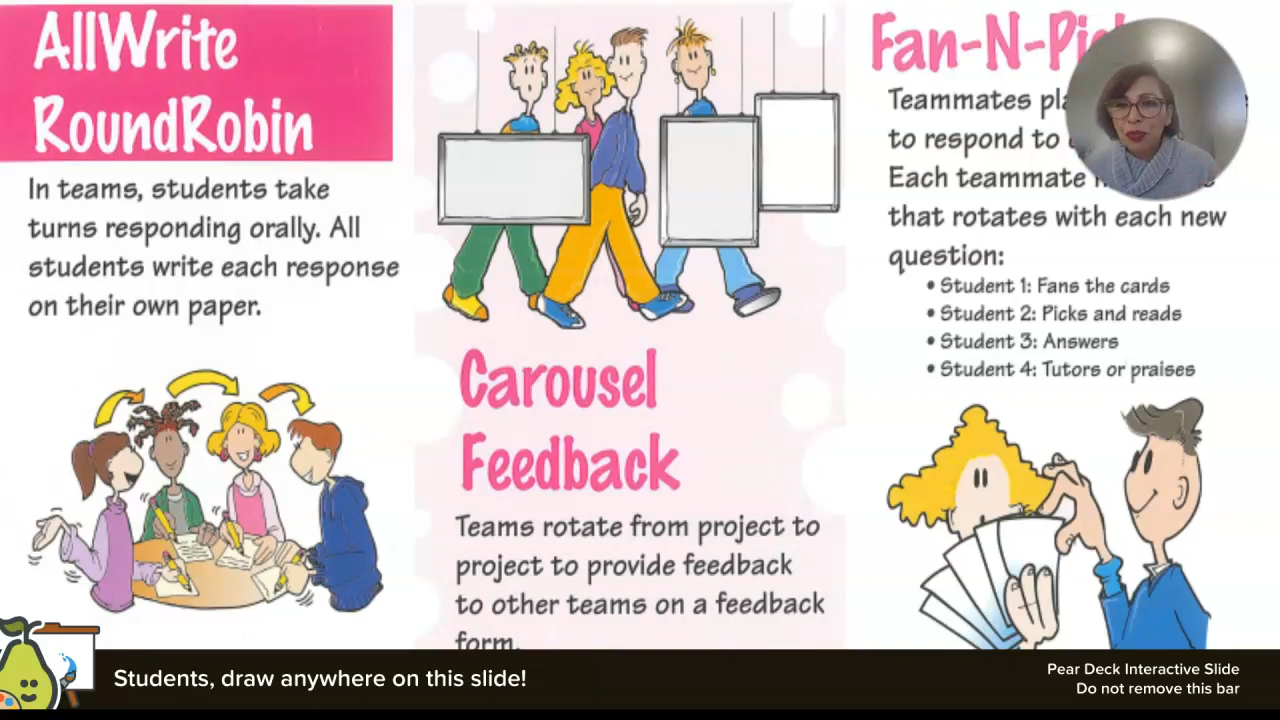 AllWrite
RoundRobin
In teams, students take
turns responding orally. All
students write each response
on their own paper.
Carousel
Feedback
Teams rotate from project to
project to provide feedback
to other teams on a feedback
form.
Fan-N-Pi
Teammates pla
to respond to
Each teammate
that rotates with each new
question:
• Student 1: Fans the cards
• Student 2: Picks and reads
• Student 3: Answers
• Student 4: Tutors or praises
Students, draw anywhere on this slide!
Pear Deck Interactive Slide
Do not remove this bar